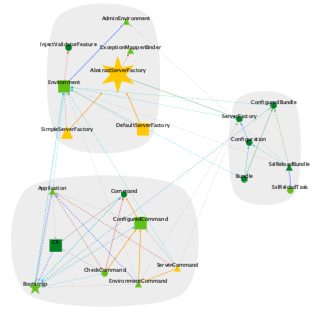 AdminEnvironment
InjectValidatorFeature
ExceptionMapperBinder
AbstractServerFactory
Environment
SimpleServerFactory
DefaultServerFactory
ConfiguredBundle
ServerFactory
Configuration
SslReloadBundle
Bundle
SslReloadTask
Application
Command
ConfiguredCommand
Cli
CheckCommand
ServerCommand
EnvironmentCommand
Bootstrap